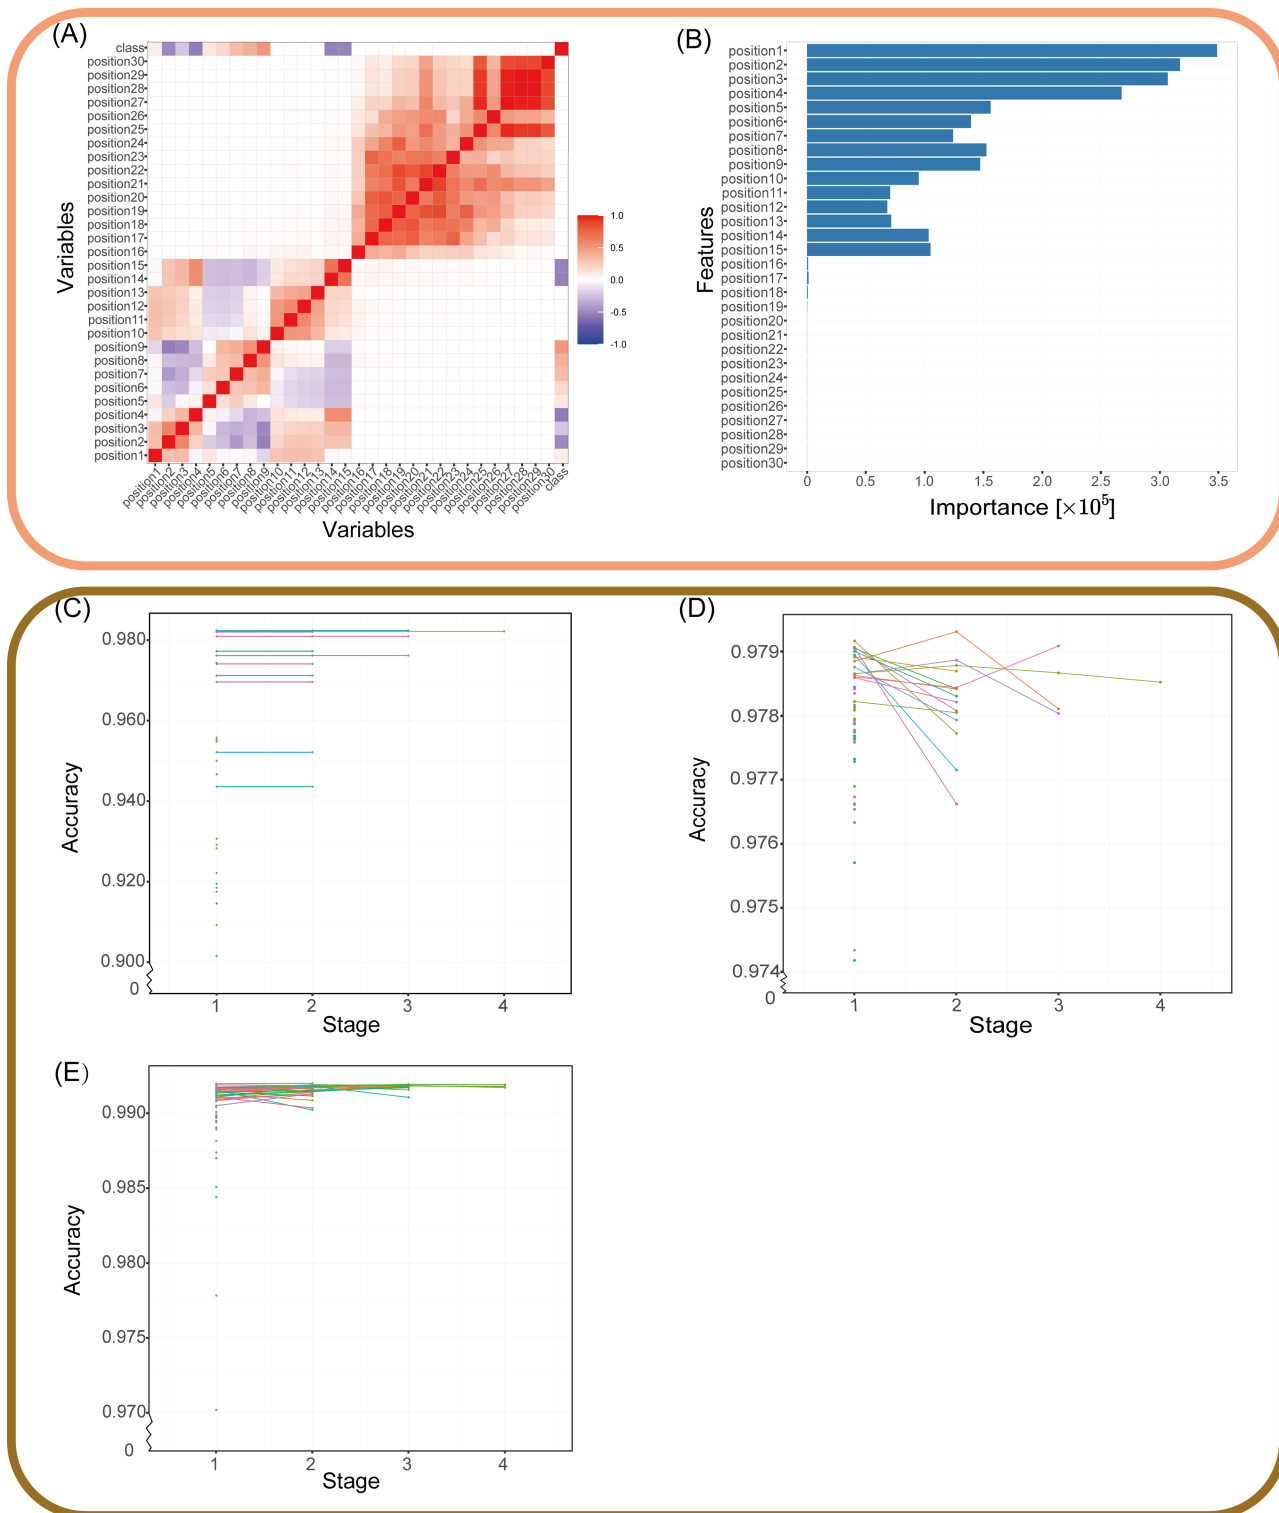 (A)
class
position30
position29
position28
position27
position26
position25
position24
position23
position22
position21
position20
position19
position18
position17
position16
position15
position14
position13
position12
position11
position10
position9
position8
position7
position6
position5
position4
position3
position2
position1
Variables
position1
position2
position3
position4
position5
position6
position7
position8
position9
position10
position11
position12
position13
position14
position15
position16
position17
position18
position19
position20
position21
position22
position23
position24
position25
position26
position27
position28
position29
position30
class
Variables
1.0
0.5
0.0
-0.5
-1.0
(B)
position1
position2
position3
position4
position5
position6
position7
position8
position9
position10
position11
position12
position13
position14
position15
position16
position17
position18
position19
position20
position21
position22
position23
position24
position25
position26
position27
position28
position29
position30
Features
0 0.5 1.0 1.5 2.0 2.5 3.0 3.5
Importance [×10⁵]
(C)
0.980
0.960
0.940
0.920
0.900
0
Accuracy
1 2 3 4
Stage
(D)
0.979
0.978
0.977
0.976
0.975
0.974
0
Accuracy
1 2 3 4
Stage
(E)
0.990
0.985
0.980
0.975
0.970
0
Accuracy
1 2 3 4
Stage